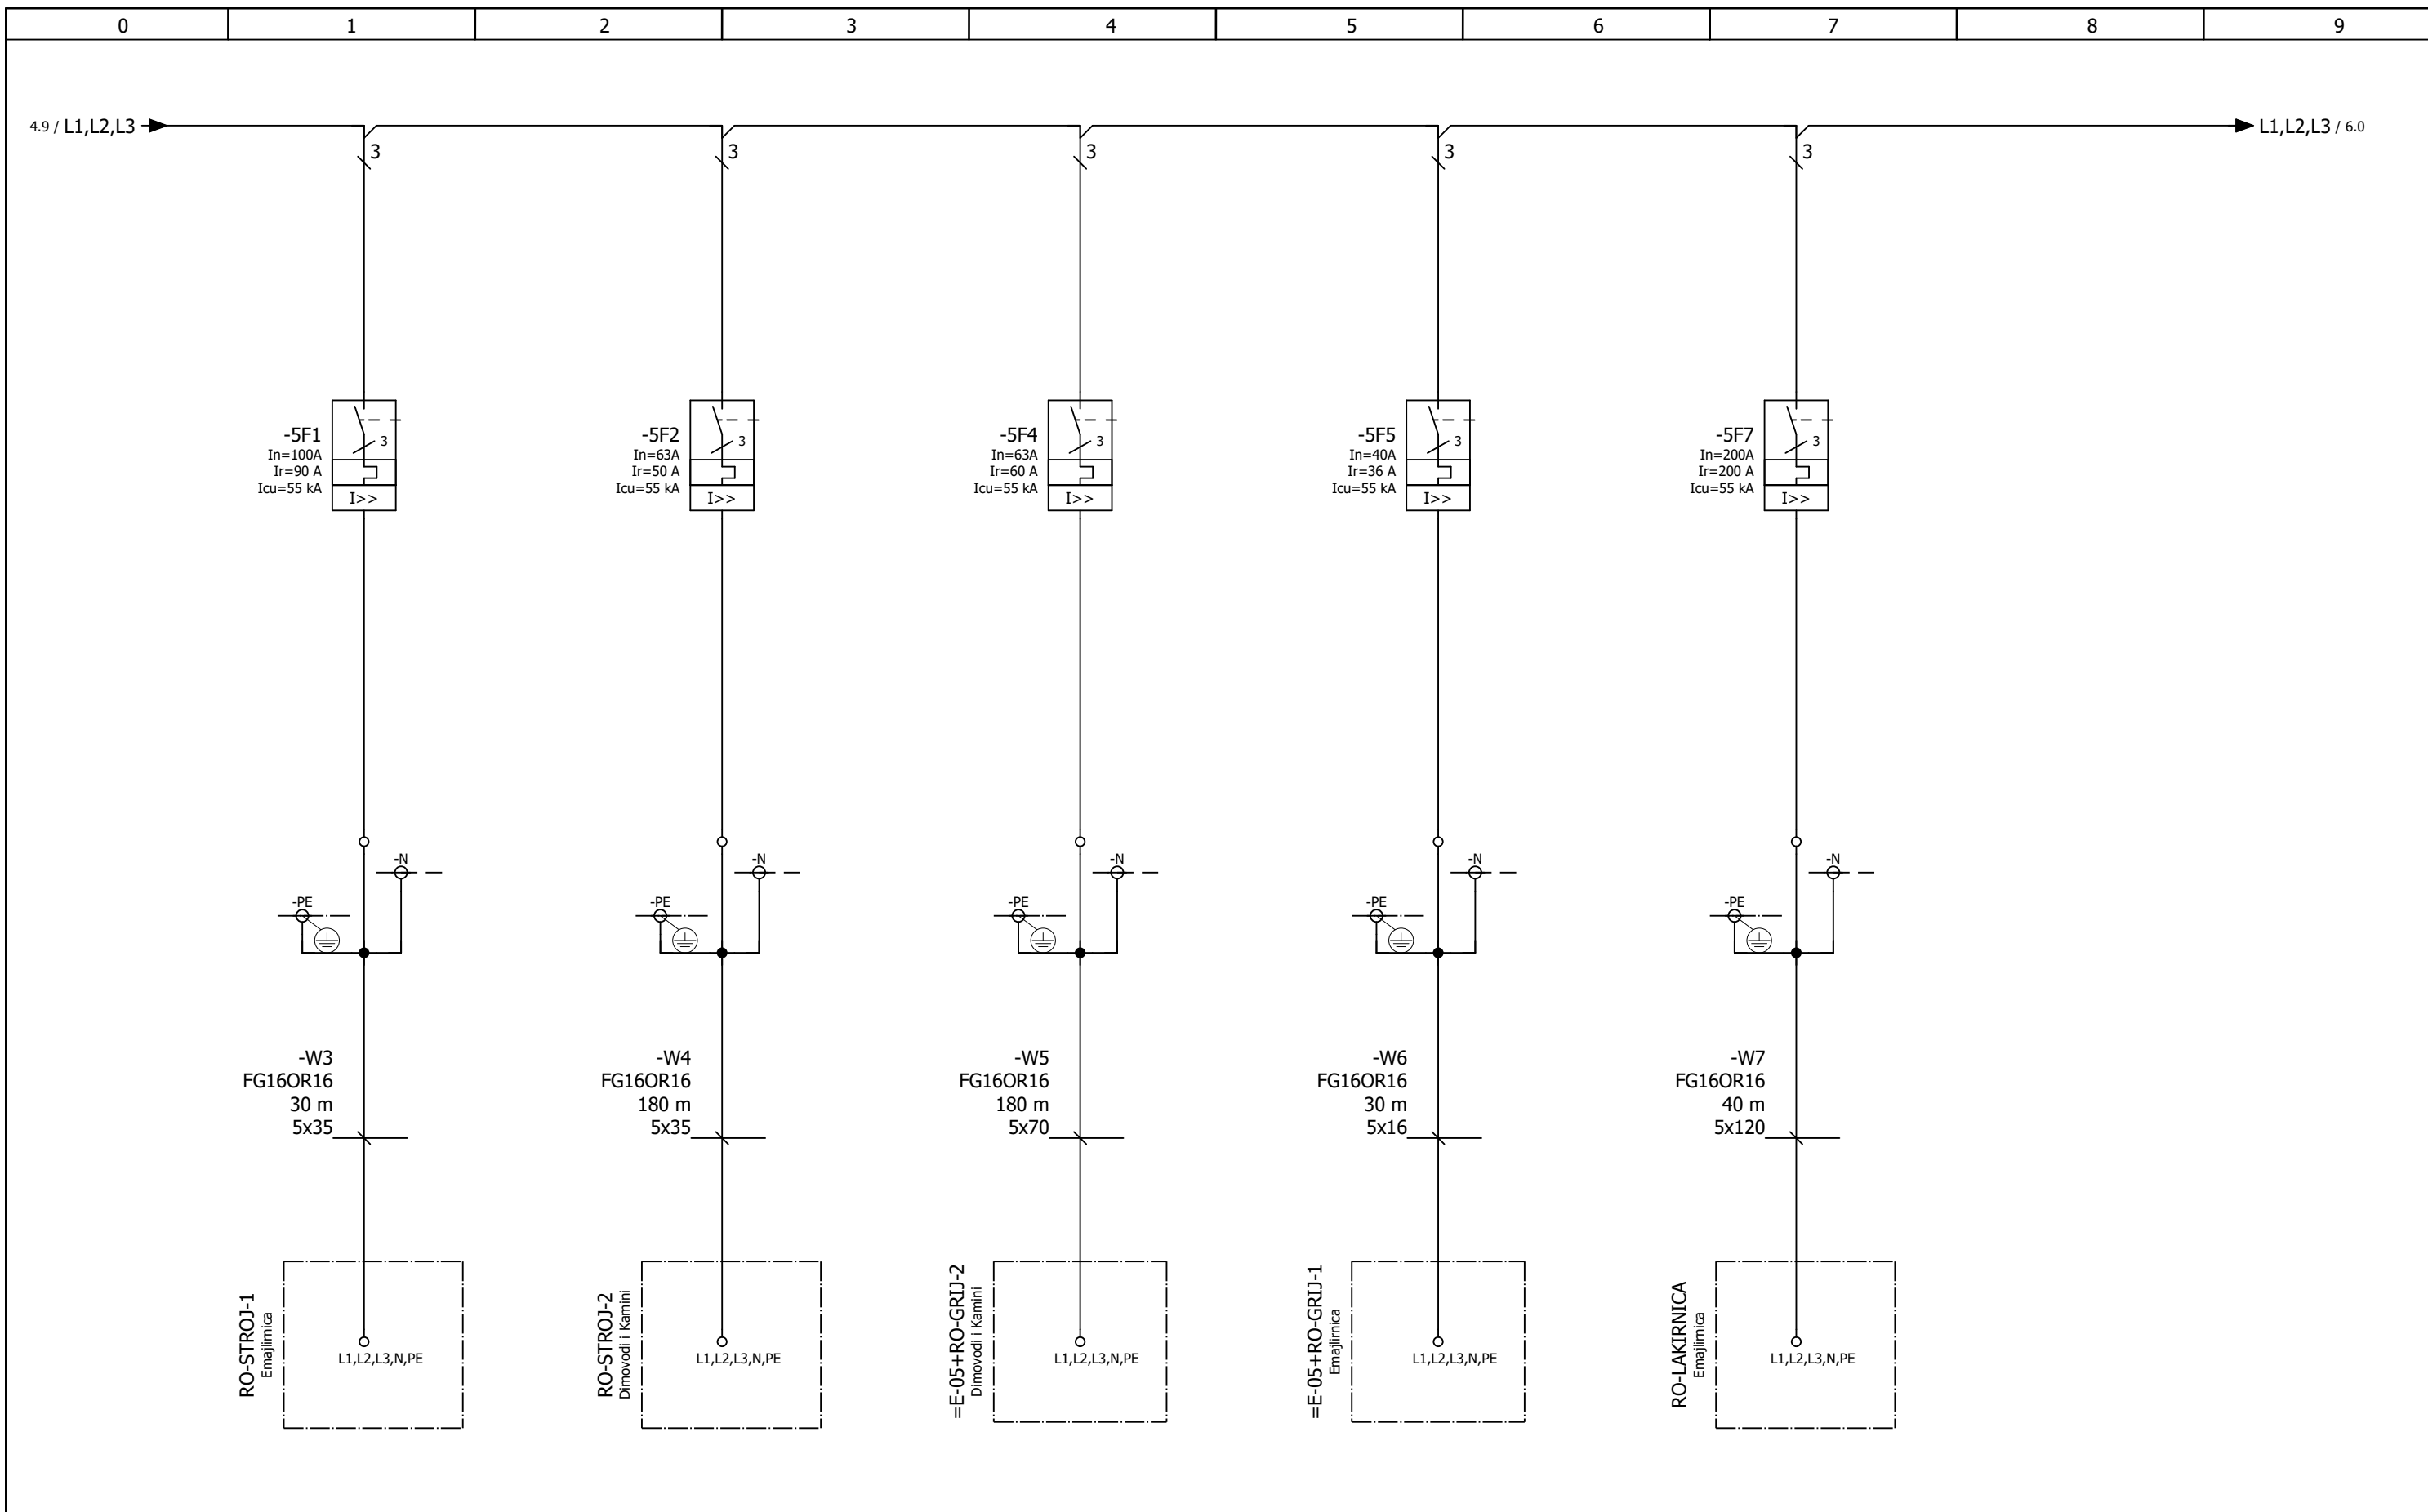 0 1 2 3 4 5 6 7 8 9
4.9 / L1,L2,L3
L1,L2,L3 / 6.0
3 3 3 3 3
-5F1
In=100A
Ir=90 A
Icu=55 kA
3
I>>
-5F2
In=63A
Ir=50 A
Icu=55 kA
3
I>>
-5F4
In=63A
Ir=60 A
Icu=55 kA
3
I>>
-5F5
In=40A
Ir=36 A
Icu=55 kA
3
I>>
-5F7
In=200A
Ir=200 A
Icu=55 kA
3
I>>
-N
-PE
-N
-PE
-N
-PE
-N
-PE
-N
-PE
-W3
FG16OR16
30 m
5x35
-W4
FG16OR16
180 m
5x35
-W5
FG16OR16
180 m
5x70
-W6
FG16OR16
30 m
5x16
-W7
FG16OR16
40 m
5x120
RO-STROJ-1
Emajlirnica
L1,L2,L3,N,PE
RO-STROJ-2
Dimovodi i Kamini
L1,L2,L3,N,PE
=E-05+RO-GRIJ-2
Dimovodi i Kamini
L1,L2,L3,N,PE
=E-05+RO-GRIJ-1
Emajlirnica
L1,L2,L3,N,PE
RO-LAKIRNICA
Emajlirnica
L1,L2,L3,N,PE